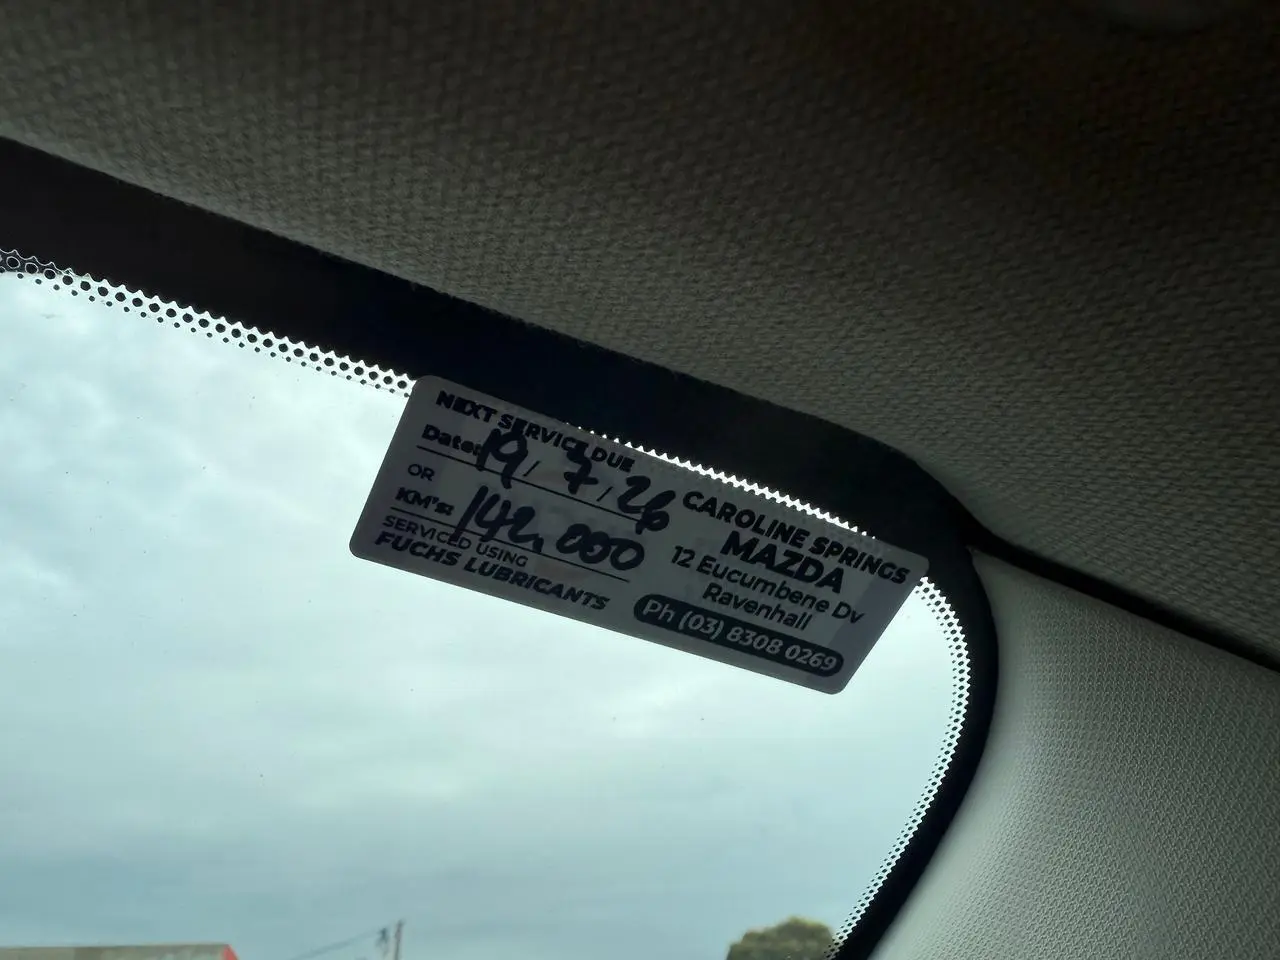 NEXT SERVICE DUE
Date: 19/7/26
OR
KM's: 142,000
SERVICED USING
FUCHS LUBRICANTS
CAROLINE SPRINGS
MAZDA
12 Eucumbene Dv
Ravenhall
Ph (03) 8308 0269